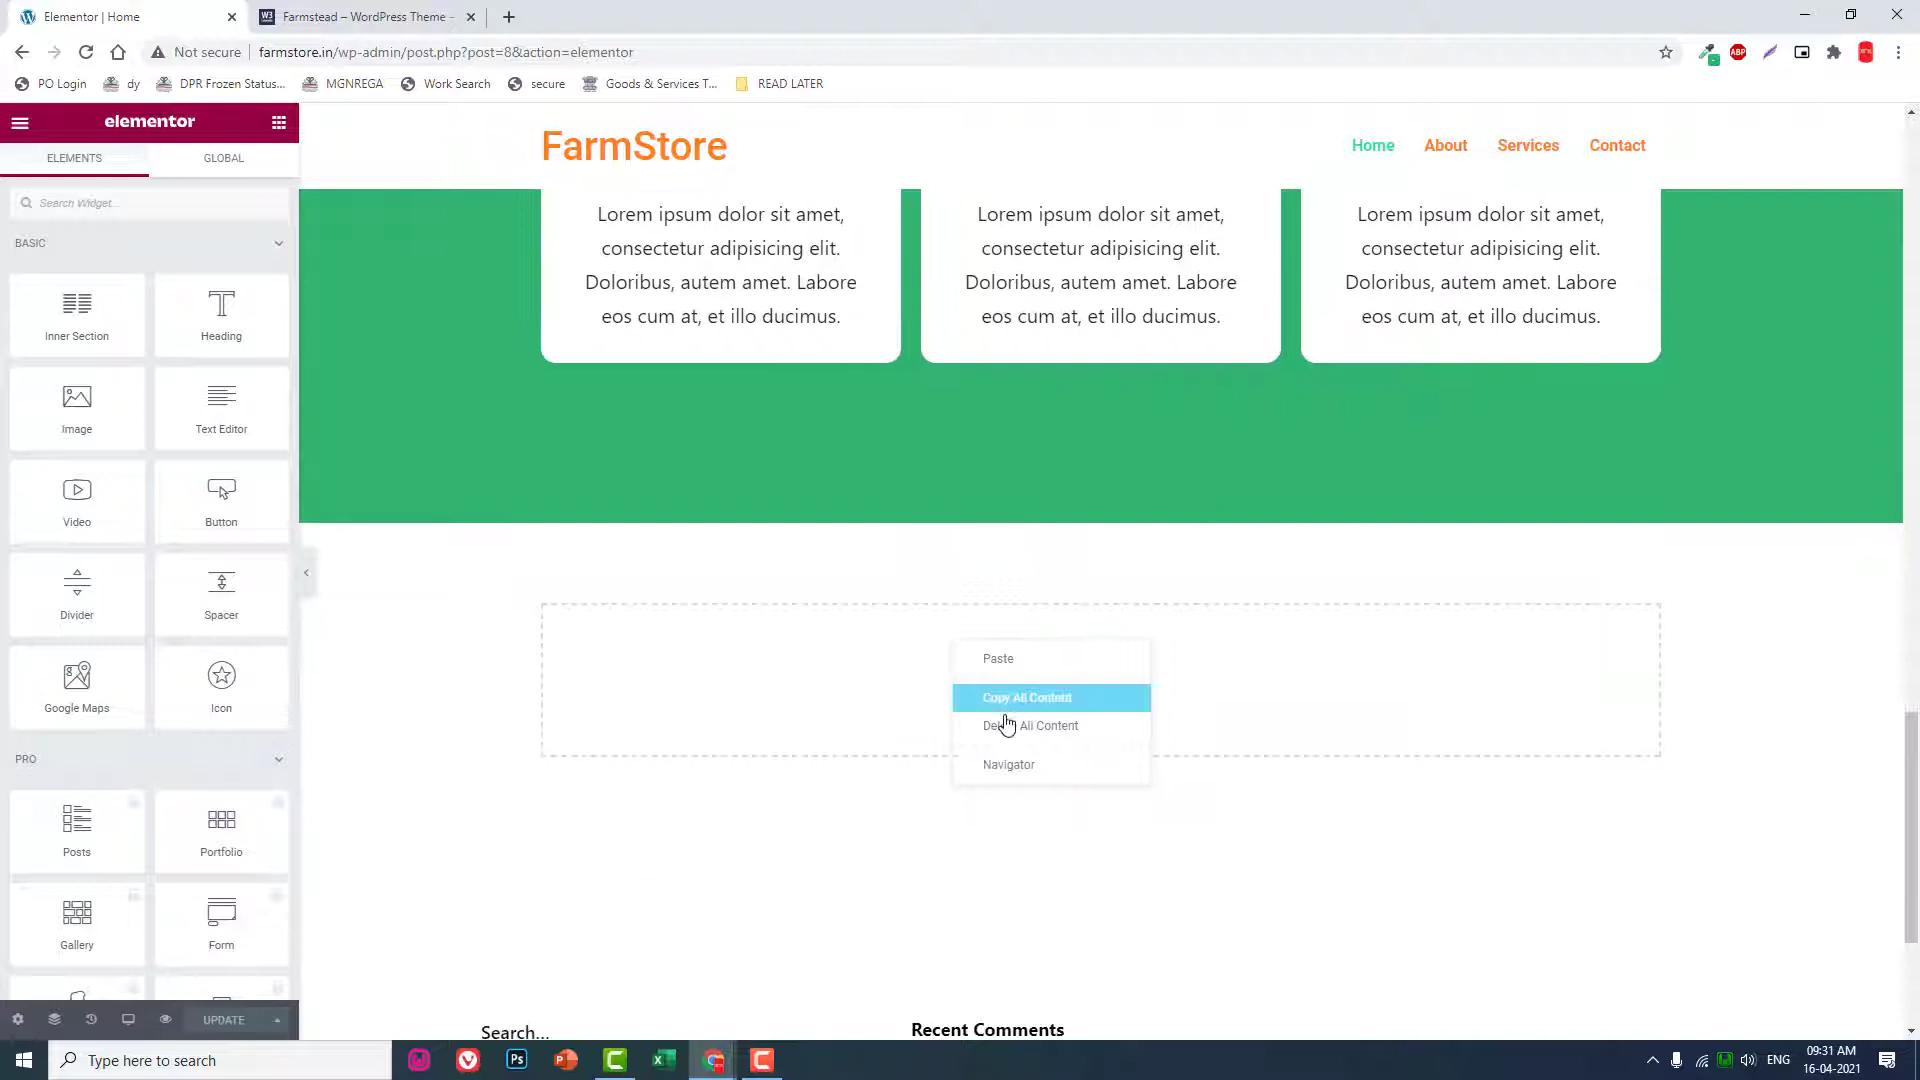 Elementor | Home
Farmstead – WordPress Theme –
Not secure
farmstore.in/wp-admin/post.php?post=8&action=elementor
PO Login
dy
DPR Frozen Status...
MGNREGA
Work Search
secure
Goods & Services T...
READ LATER
elementor
ELEMENTS
GLOBAL
Search Widget...
BASIC
Inner Section
Heading
Image
Text Editor
Video
Button
Divider
Spacer
Google Maps
Icon
PRO
Posts
Portfolio
Gallery
Form
UPDATE
FarmStore
Home
About
Services
Contact
Lorem ipsum dolor sit amet,
consectetur adipisicing elit.
Doloribus, autem amet. Labore
eos cum at, et illo ducimus.
Lorem ipsum dolor sit amet,
consectetur adipisicing elit.
Doloribus, autem amet. Labore
eos cum at, et illo ducimus.
Lorem ipsum dolor sit amet,
consectetur adipisicing elit.
Doloribus, autem amet. Labore
eos cum at, et illo ducimus.
Paste
Copy All Content
All Content
Navigator
Search...
Recent Comments
Type here to search
ENG
09:31 AM
16-04-2021